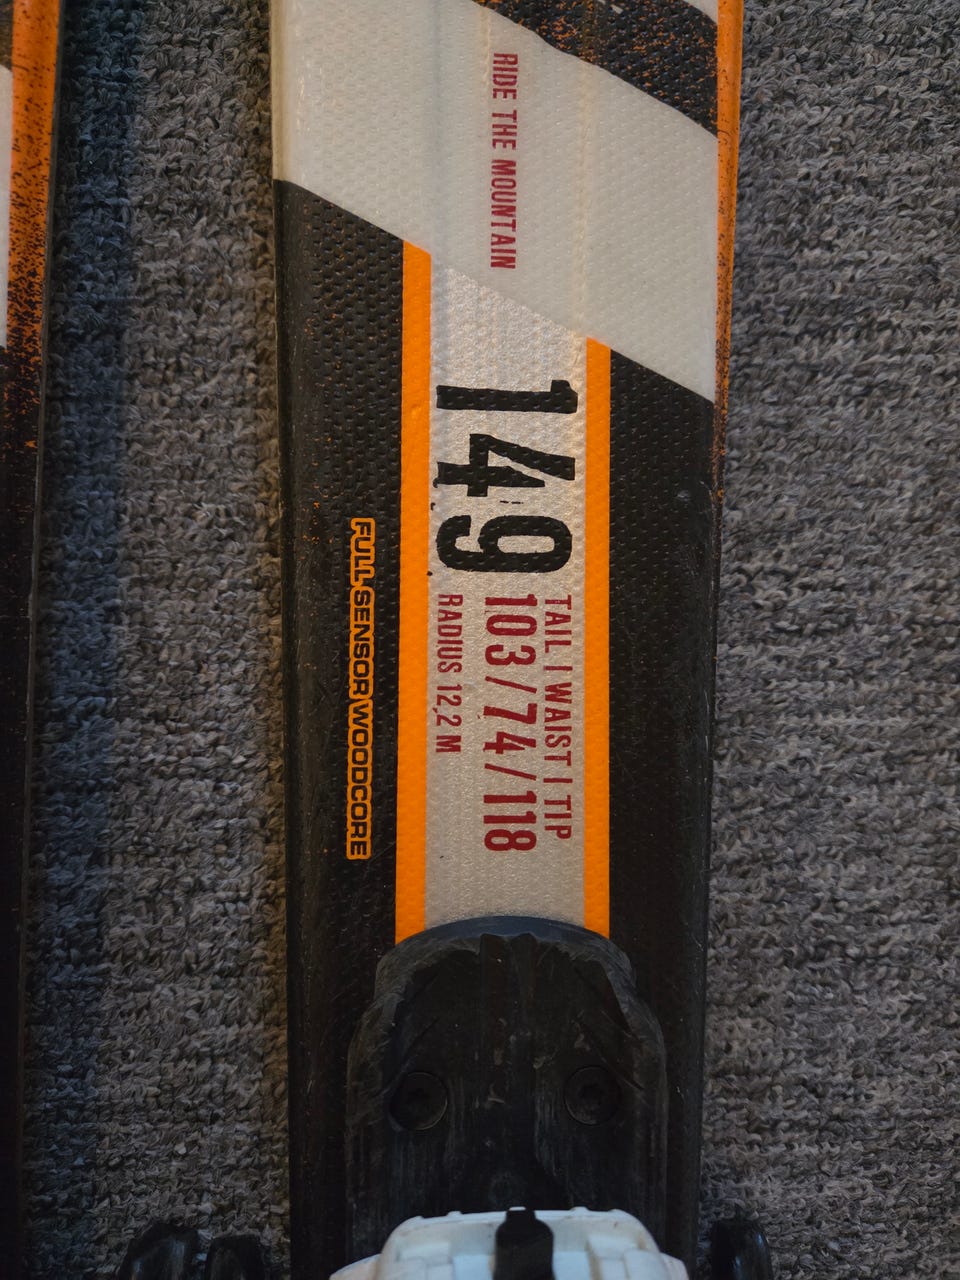 RIDE THE MOUNTAIN
149
TAIL | WAIST | TIP
103/74/118
RADIUS 12,2 M
FULL SENSOR WOODCORE